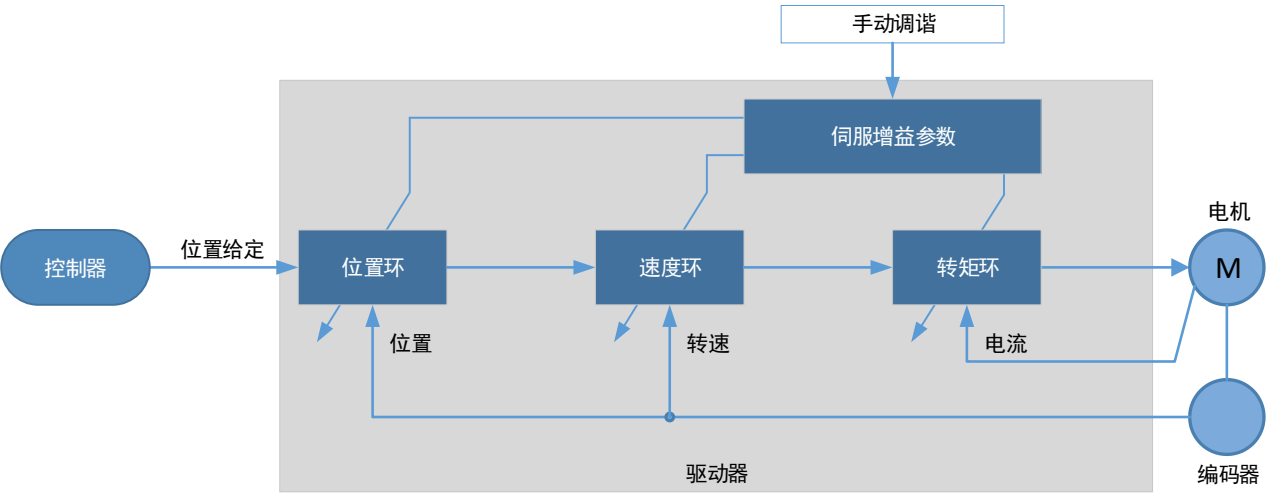 手动调谐
伺服增益参数
电机
控制器
位置给定
位置环
速度环
转矩环
M
位置
转速
电流
驱动器
编码器